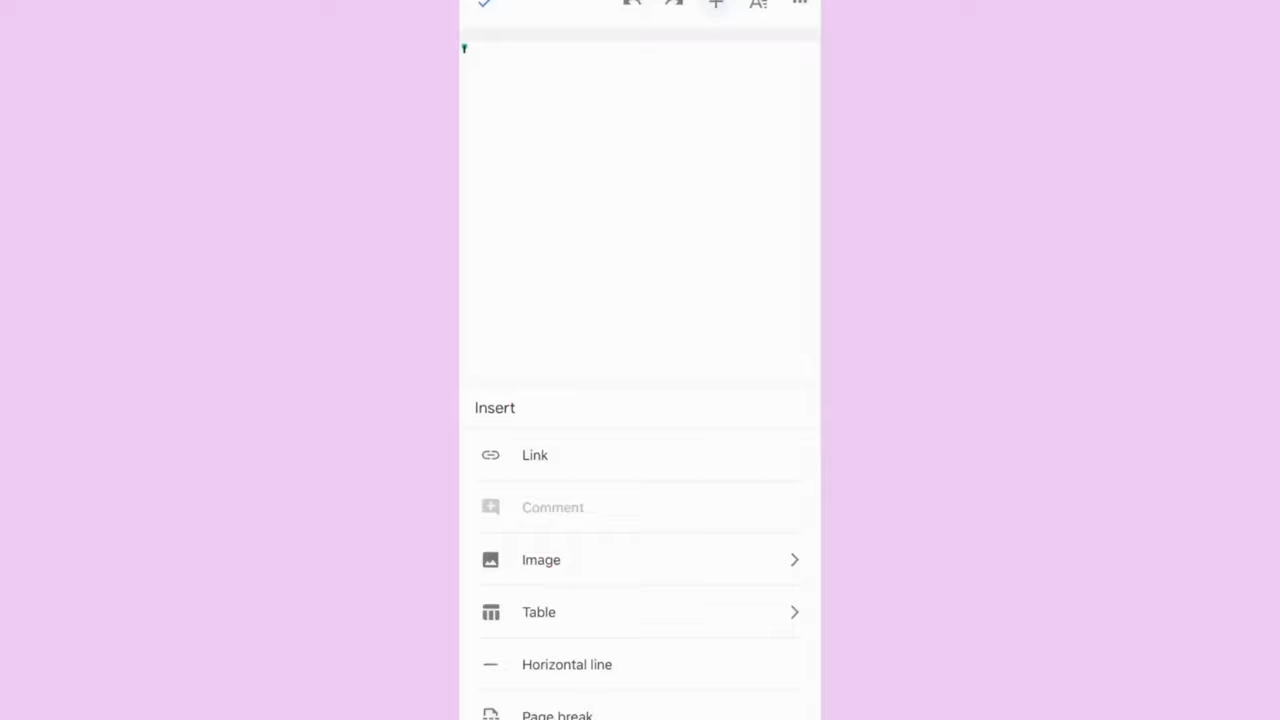 Insert
Link
Comment
Image
Table
Horizontal line
Page break